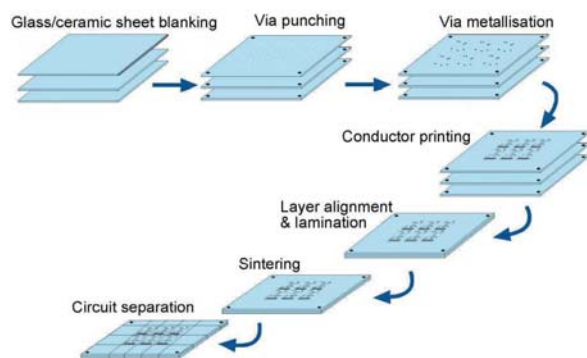 Glass/ceramic sheet blanking
Via punching
Via metallisation
Conductor printing
Layer alignment
& lamination
Sintering
Circuit separation